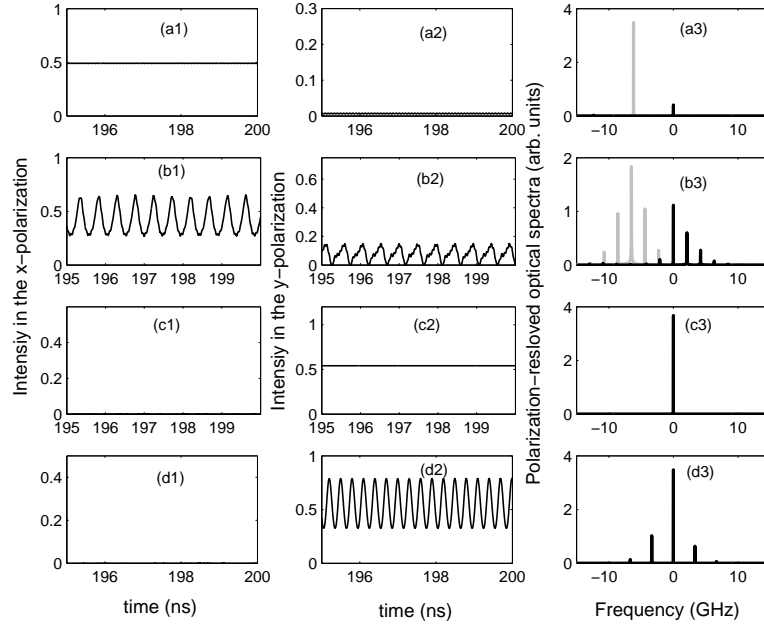 Intensiy in the x−polarization
Intensiy in the y−polarization
Polarization−resloved optical spectra (arb. units)
(a1)
1
0.5
0
196 198 200
(a2)
0.3
0.2
0.1
0
196 198 200
(a3)
4
2
0
−10 0 10
(b1)
1
0.5
0
195 196 197 198 199
(b2)
0.6
0.4
0.2
0
195 196 197 198 199
(b3)
2
1
0
−10 0 10
(c1)
0.4
0.2
0
195 196 197 198 199
(c2)
1
0.5
0
195 196 197 198 199
(c3)
4
2
0
−10 0 10
(d1)
0.4
0.2
0
196 198 200
(d2)
1
0.5
0
196 198 200
(d3)
4
2
0
−10 0 10
time (ns)
time (ns)
Frequency (GHz)